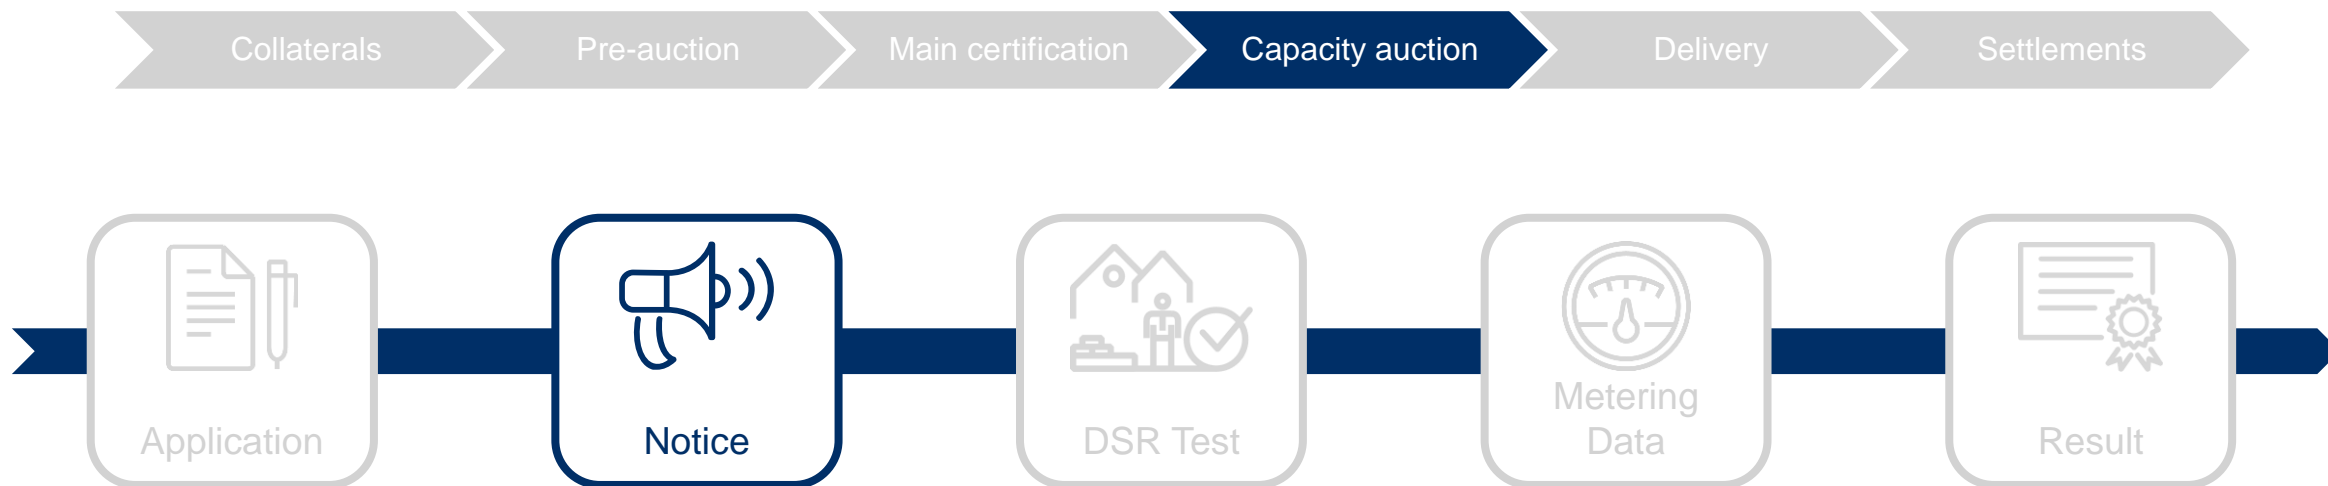 Collaterals
Pre-auction
Main certification
Capacity auction
Delivery
Settlements
Application
Notice
DSR Test
Metering
Data
Result